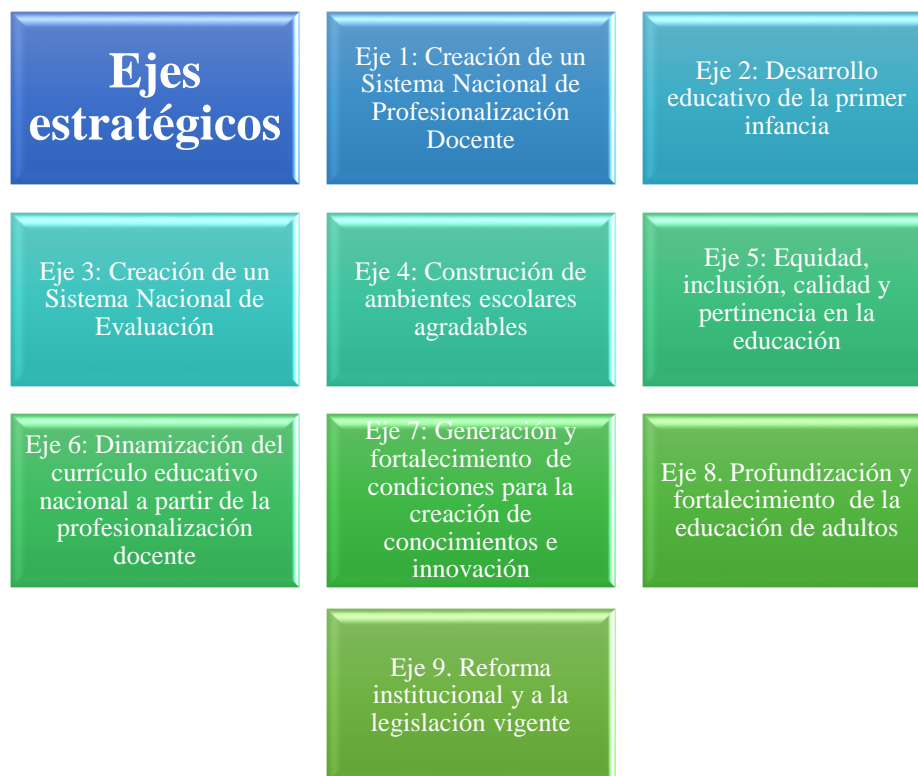 Ejes
estratégicos
Eje 1: Creación de un
Sistema Nacional de
Profesionalización
Docente
Eje 2: Desarrollo
educativo de la primer
infancia
Eje 3: Creación de un
Sistema Nacional de
Evaluación
Eje 4: Construción de
ambientes escolares
agradables
Eje 5: Equidad,
inclusión, calidad y
pertinencia en la
educación
Eje 6: Dinamización del
currículo educativo
nacional a partir de la
profesionalización
docente
Eje 7: Generación y
fortalecimiento de
condiciones para la
creación de
conocimientos e
innovación
Eje 8. Profundización y
fortalecimiento de la
educación de adultos
Eje 9. Reforma
institucional y a la
legislación vigente